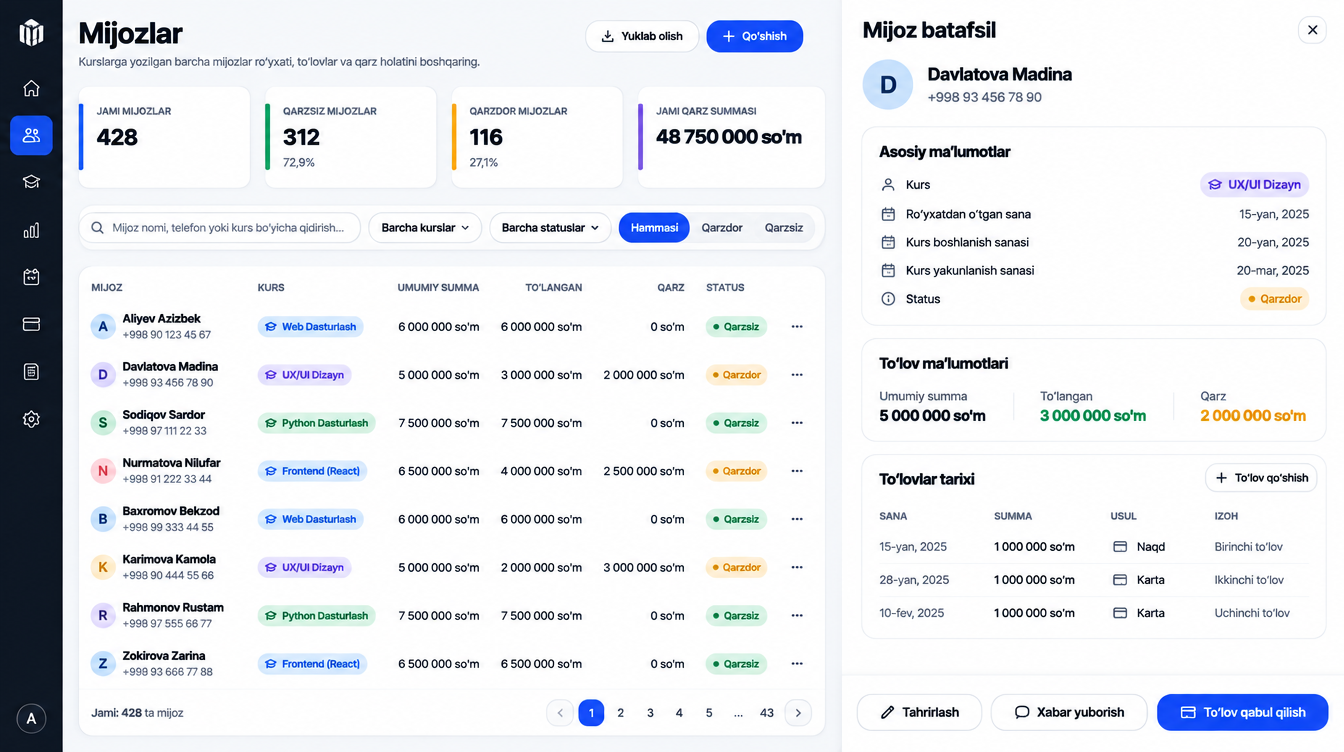 Mijozlar
Kurslarga yozilgan barcha mijozlar ro‘yxati, to‘lovlar va qarz holatini boshqaring.
Yuklab olish
Qo‘shish
JAMI MIJOZLAR
428
QARZSIZ MIJOZLAR
312
72,9%
QARZDOR MIJOZLAR
116
27,1%
JAMI QARZ SUMMASI
48 750 000 so'm
Mijoz nomi, telefon yoki kurs bo‘yicha qidirish...
Barcha kurslar
Barcha statuslar
Hammasi Qarzdor Qarzsiz
MIJOZ KURS UMUMIY SUMMA TO‘LANGAN QARZ STATUS
A Aliyev Azizbek
+998 90 123 45 67
Web Dasturlash 6 000 000 so'm 6 000 000 so'm 0 so'm Qarzsiz
D Davlatova Madina
+998 93 456 78 90
UX/UI Dizayn 5 000 000 so'm 3 000 000 so'm 2 000 000 so'm Qarzdor
S Sodiqov Sardor
+998 97 111 22 33
Python Dasturlash 7 500 000 so'm 7 500 000 so'm 0 so'm Qarzsiz
N Nurmatova Nilufar
+998 91 222 33 44
Frontend (React) 6 500 000 so'm 4 000 000 so'm 2 500 000 so'm Qarzdor
B Baxromov Bekzod
+998 99 333 44 55
Web Dasturlash 6 000 000 so'm 6 000 000 so'm 0 so'm Qarzsiz
K Karimova Kamola
+998 90 444 55 66
UX/UI Dizayn 5 000 000 so'm 2 000 000 so'm 3 000 000 so'm Qarzdor
R Rahmonov Rustam
+998 97 555 66 77
Python Dasturlash 7 500 000 so'm 7 500 000 so'm 0 so'm Qarzsiz
Z Zokirova Zarina
+998 93 666 77 88
Frontend (React) 6 500 000 so'm 6 500 000 so'm 0 so'm Qarzsiz
Jami: 428 ta mijoz
1 2 3 4 5 ... 43
A
Mijoz batafsil
D
Davlatova Madina
+998 93 456 78 90
Asosiy ma‘lumotlar
Kurs UX/UI Dizayn
Ro‘yxatdan o‘tgan sana 15-yan, 2025
Kurs boshlanish sanasi 20-yan, 2025
Kurs yakunlanish sanasi 20-mar, 2025
Status Qarzdor
To‘lov ma‘lumotlari
Umumiy summa To‘langan Qarz
5 000 000 so'm 3 000 000 so'm 2 000 000 so'm
To‘lovlar tarixi
To‘lov qo‘shish
SANA SUMMA USUL IZOH
15-yan, 2025 1 000 000 so'm Naqd Birinchi to‘lov
28-yan, 2025 1 000 000 so'm Karta Ikkinchi to‘lov
10-fev, 2025 1 000 000 so'm Karta Uchinchi to‘lov
Tahrirlash
Xabar yuborish
To‘lov qabul qilish